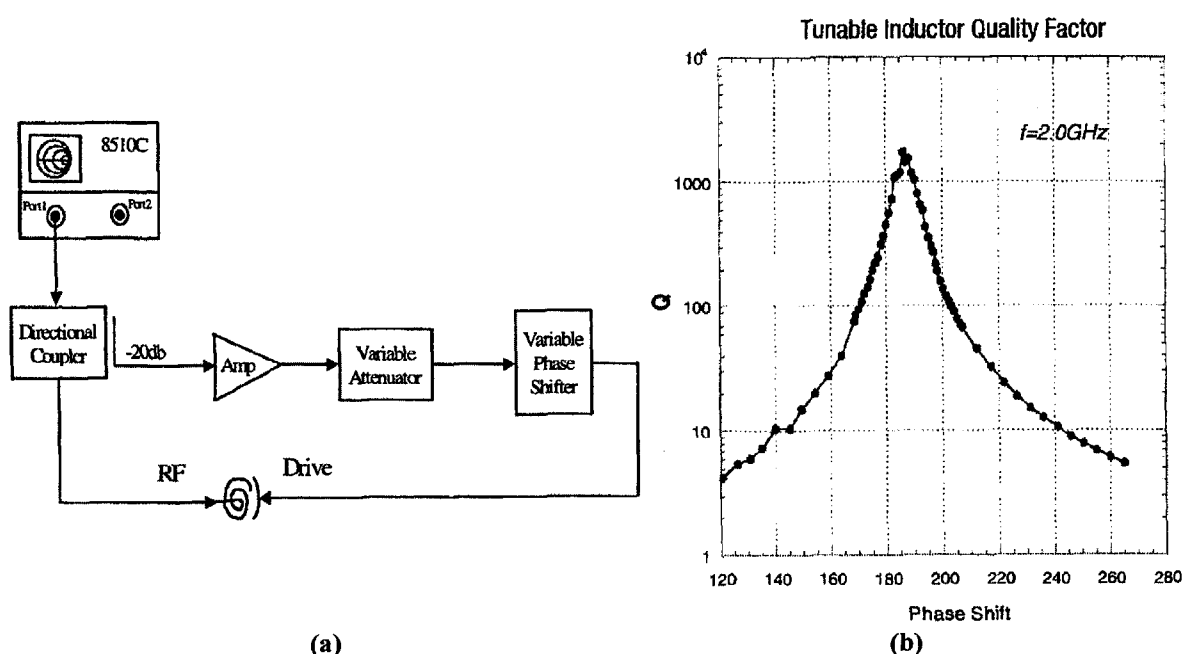 8510C
Port1
Port2
Directional
Coupler
-20db
Amp
Variable
Attenuator
Variable
Phase
Shifter
RF
Drive
(a)
Tunable Inductor Quality Factor
f=2.0GHz
Q
10⁴
1000
100
10
1
120 140 160 180 200 220 240 260 280
Phase Shift
(b)